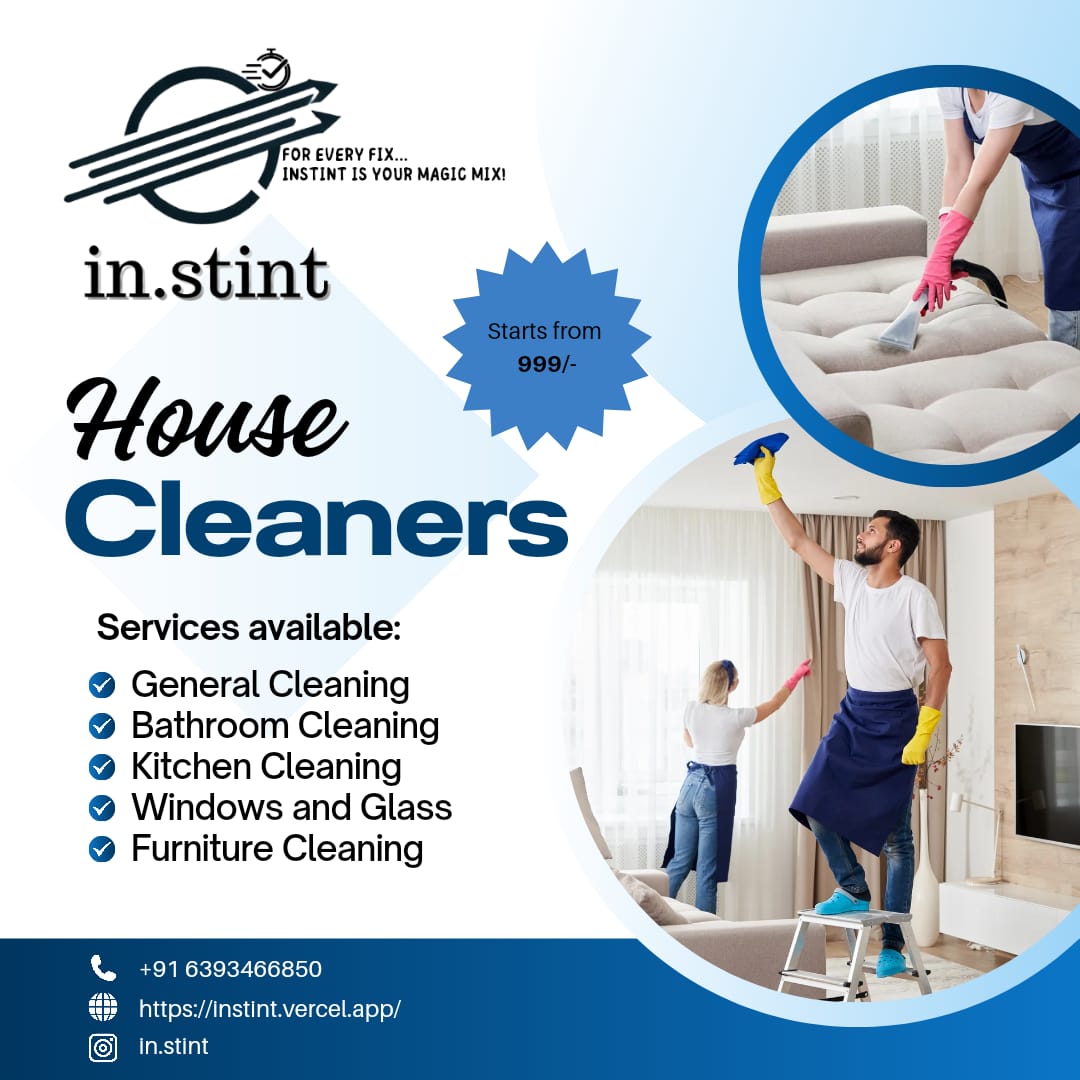 FOR EVERY FIX...
INSTINT IS YOUR MAGIC MIX!
in.stint
Starts from
999/-
House
Cleaners
Services available:
General Cleaning
Bathroom Cleaning
Kitchen Cleaning
Windows and Glass
Furniture Cleaning
+91 6393466850
https://instint.vercel.app/
in.stint